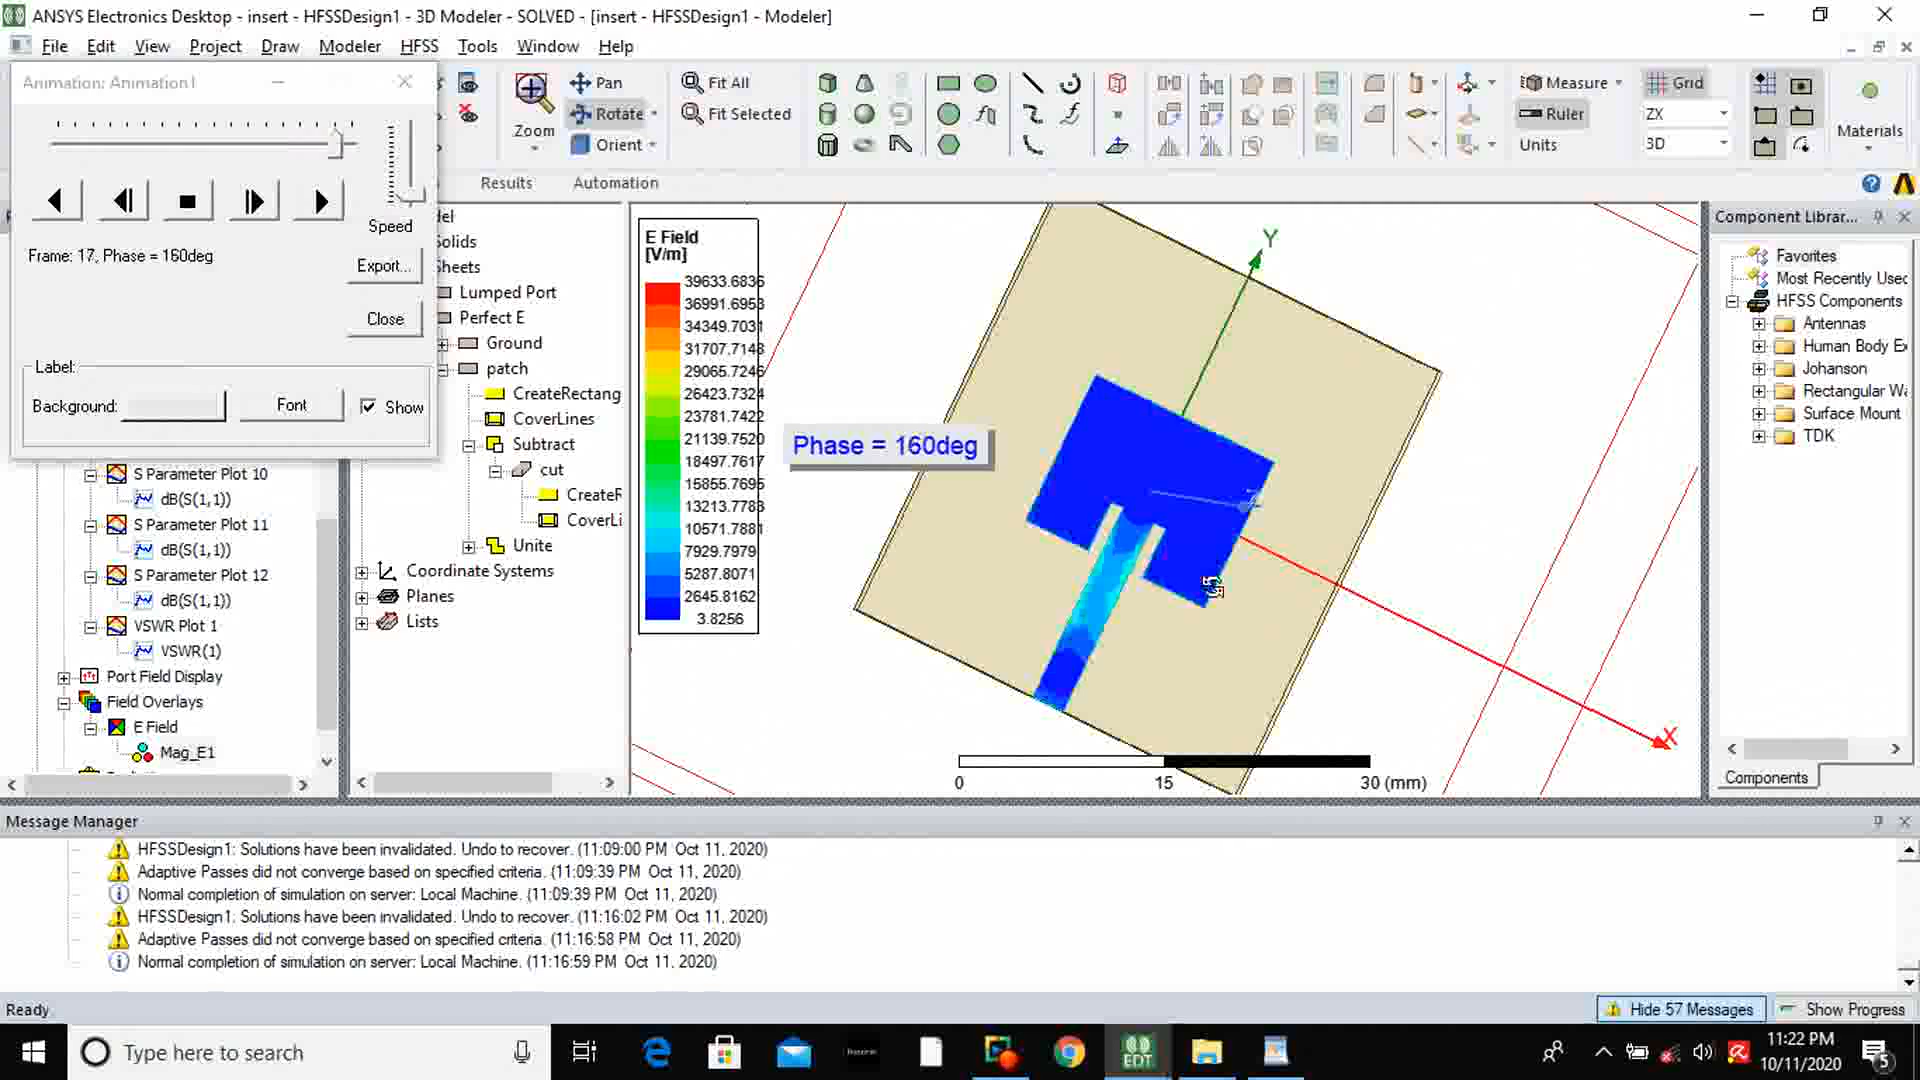 ANSYS Electronics Desktop - insert - HFSSDesign1 - 3D Modeler - SOLVED - [insert - HFSSDesign1 - Modeler]
File Edit View Project Draw Modeler HFSS Tools Window Help
Animation: Animation1
Speed
Frame: 17, Phase = 160deg
Export...
Close
Label:
Background:
Font
Show
Zoom
Pan
Rotate
Orient
Fit All
Fit Selected
Measure
Ruler
Units
Grid
ZX
3D
Materials
Results
Automation
S Parameter Plot 10
dB(S(1,1))
S Parameter Plot 11
dB(S(1,1))
S Parameter Plot 12
dB(S(1,1))
VSWR Plot 1
VSWR(1)
Port Field Display
Field Overlays
E Field
Mag_E1
del
Solids
Sheets
Lumped Port
Perfect E
Ground
patch
CreateRectang
CoverLines
Subtract
cut
CreateR
CoverLi
Unite
Coordinate Systems
Planes
Lists
E Field
[V/m]
39633.6836
36991.6953
34349.7031
31707.7148
29065.7246
26423.7324
23781.7422
21139.7520
18497.7617
15855.7695
13213.7783
10571.7881
7929.7979
5287.8071
2645.8162
3.8256
Phase = 160deg
Y
X
0 15 30 (mm)
Component Librar...
Favorites
Most Recently Used
HFSS Components
Antennas
Human Body Ex
Johanson
Rectangular Wa
Surface Mount
TDK
Components
Message Manager
HFSSDesign1: Solutions have been invalidated. Undo to recover. (11:09:00 PM Oct 11, 2020)
Adaptive Passes did not converge based on specified criteria. (11:09:39 PM Oct 11, 2020)
Normal completion of simulation on server: Local Machine. (11:09:39 PM Oct 11, 2020)
HFSSDesign1: Solutions have been invalidated. Undo to recover. (11:16:02 PM Oct 11, 2020)
Adaptive Passes did not converge based on specified criteria. (11:16:58 PM Oct 11, 2020)
Normal completion of simulation on server: Local Machine. (11:16:59 PM Oct 11, 2020)
Ready
Hide 57 Messages
Show Progress
Type here to search
EDT
11:22 PM
10/11/2020
5